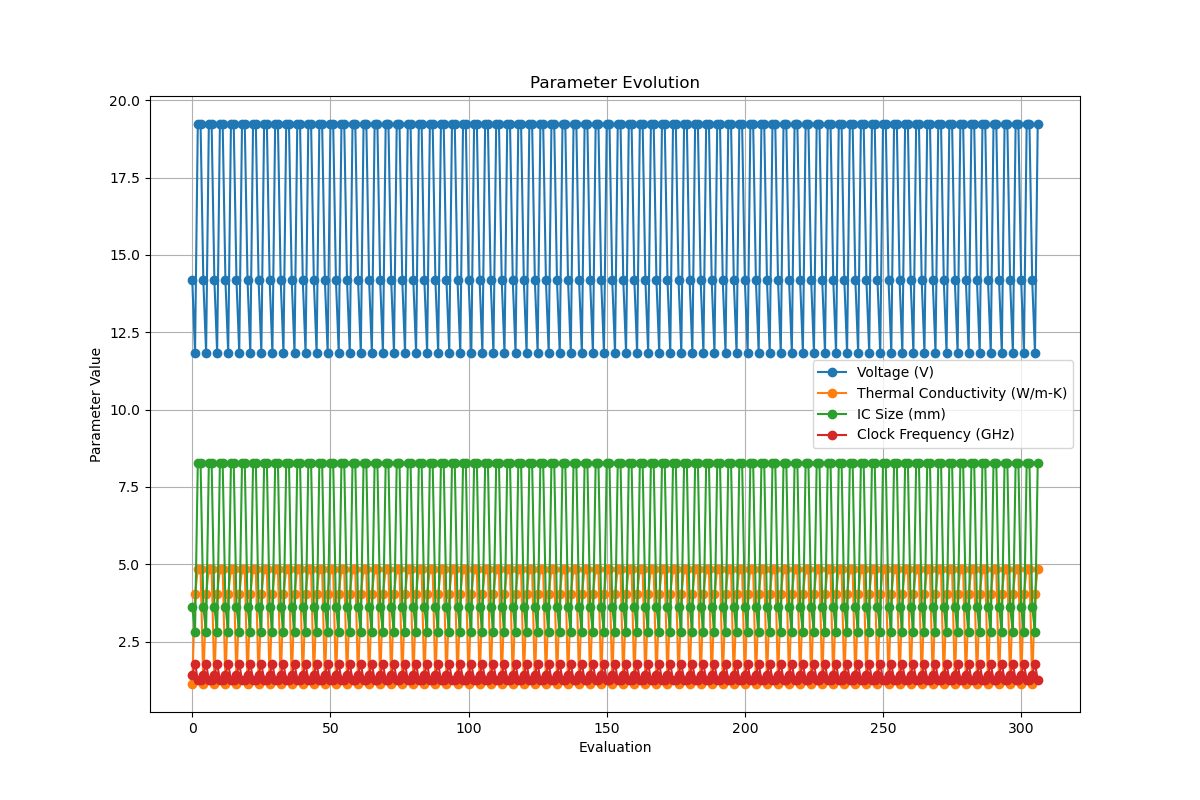 Parameter Evolution
20.0
17.5
15.0
12.5
10.0
7.5
5.0
2.5
Parameter Value
Voltage (V)
Thermal Conductivity (W/m-K)
IC Size (mm)
Clock Frequency (GHz)
0 50 100 150 200 250 300
Evaluation